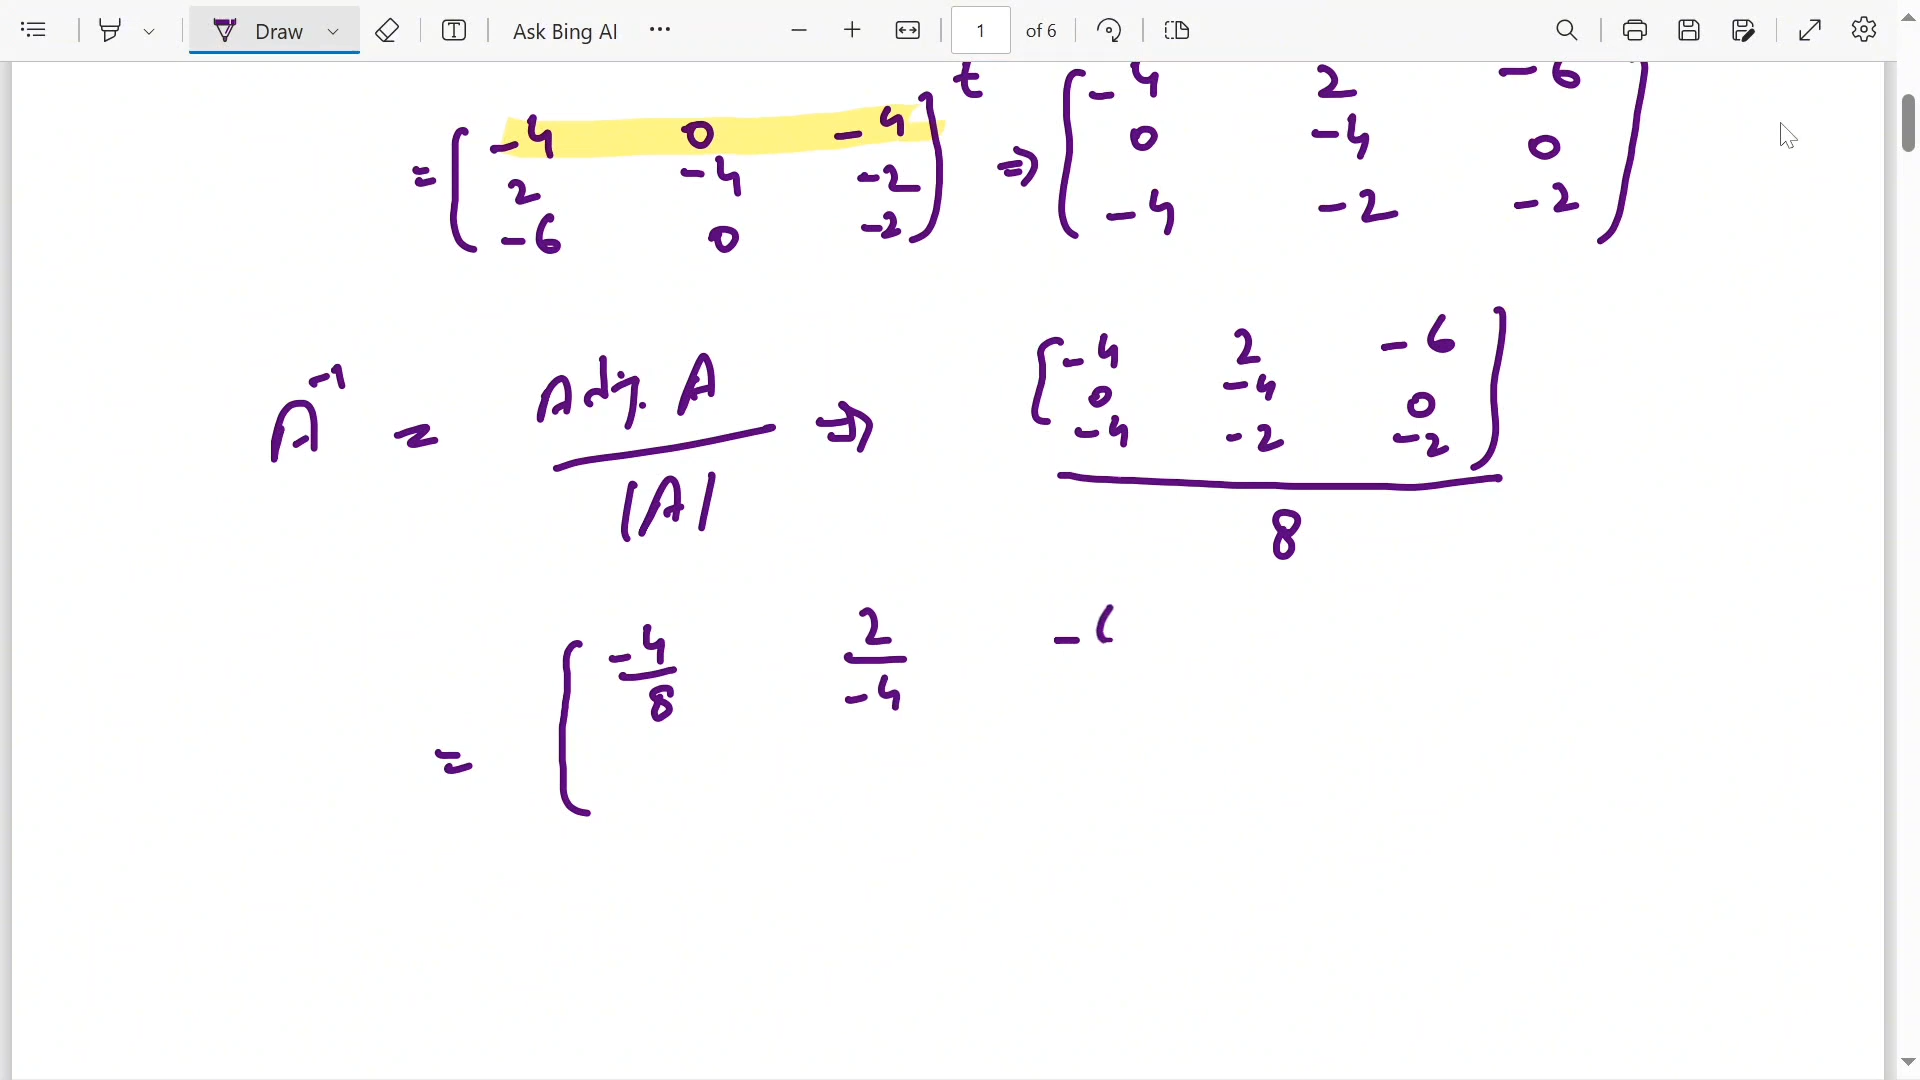 Draw Ask Bing AI 1 of 6
= [ -4 0 -4 ] t => [ -4 2 -6 ]
2 -4 -2 0 -4 0
-6 0 -2 -4 -2 -2
A^-1 = Adj. A / |A| => [ -4 2 -6
0 -4 0
-4 -2 -2 ] / 8
= [ -4/8 2/-4 -